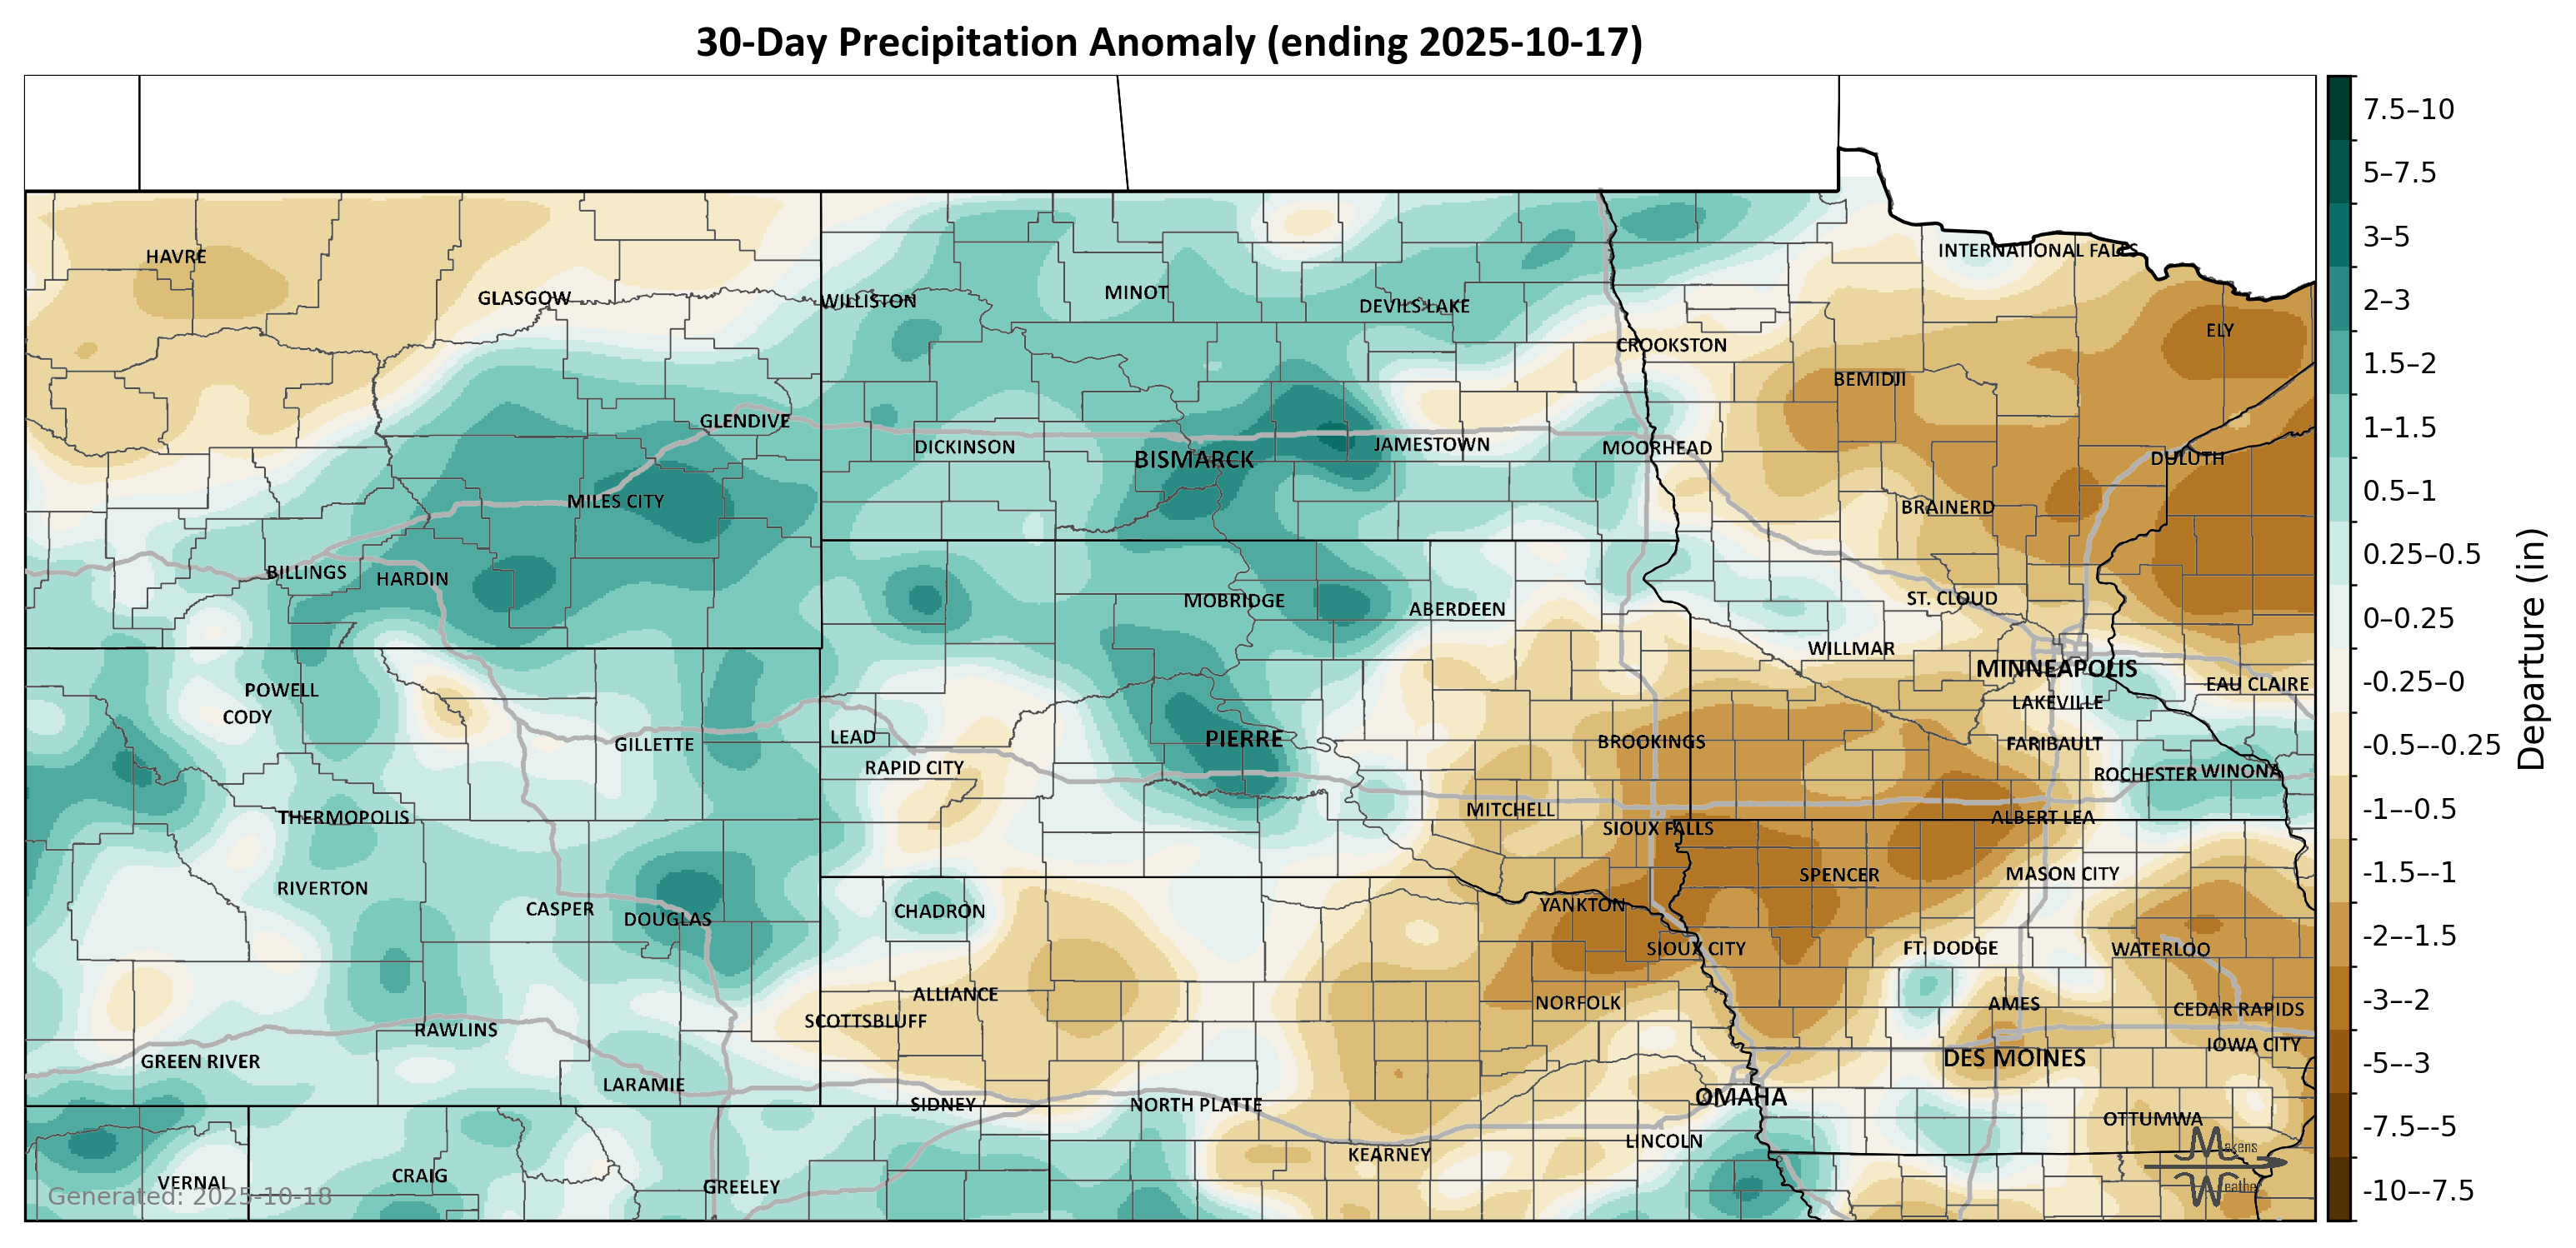 30-Day Precipitation Anomaly (ending 2025-10-17)
HAVRE
GLASGOW
WILLISTON
MINOT
DEVILS LAKE
INTERNATIONAL FALLS
CROOKSTON
ELY
BEMIDJI
GLENDIVE
DICKINSON
BISMARCK
JAMESTOWN
MOORHEAD
DULUTH
MILES CITY
BRAINERD
BILLINGS
HARDIN
MOBRIDGE
ABERDEEN
ST. CLOUD
WILLMAR
MINNEAPOLIS
POWELL
CODY
EAU CLAIRE
LAKEVILLE
GILLETTE
LEAD
PIERRE
BROOKINGS
FARIBAULT
RAPID CITY
ROCHESTER
WINONA
THERMOPOLIS
MITCHELL
SIOUX FALLS
ALBERT LEA
RIVERTON
SPENCER
MASON CITY
CASPER
DOUGLAS
CHADRON
YANKTON
SIOUX CITY
FT. DODGE
WATERLOO
ALLIANCE
NORFOLK
AMES
CEDAR RAPIDS
SCOTTSBLUFF
RAWLINS
GREEN RIVER
DES MOINES
IOWA CITY
LARAMIE
SIDNEY
NORTH PLATTE
OMAHA
OTTUMWA
LINCOLN
KEARNEY
VERNAL
CRAIG
GREELEY
Generated: 2025-10-18
Makens
Weather
7.5–10
5–7.5
3–5
2–3
1.5–2
1–1.5
0.5–1
0.25–0.5
0–0.25
-0.25–0
-0.5–-0.25
-1–-0.5
-1.5–-1
-2–-1.5
-3–-2
-5–-3
-7.5–-5
-10–-7.5
Departure (in)